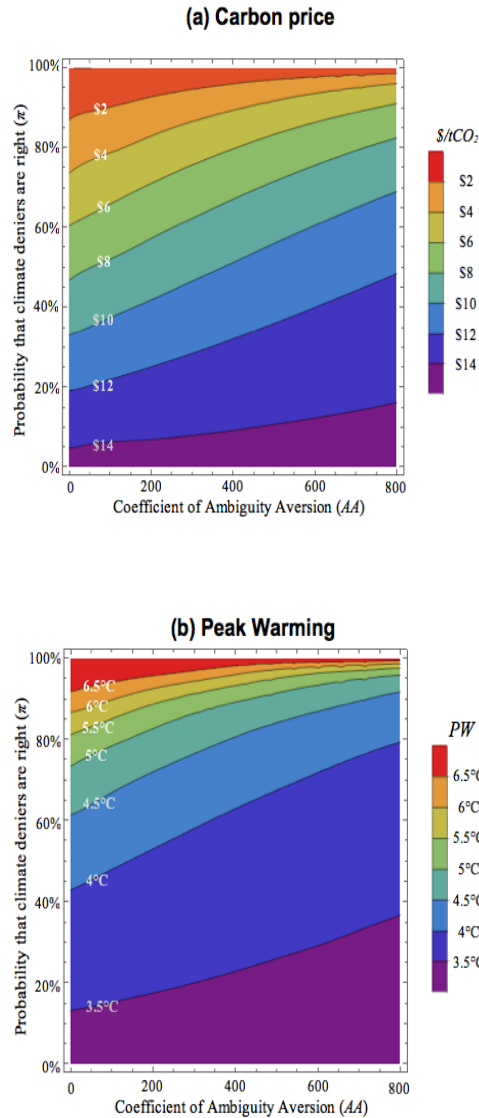 (a) Carbon price
100%
80%
60%
40%
20%
0%
Probability that climate deniers are right (π)
$2
$4
$6
$8
$10
$12
$14
0
200
400
600
800
Coefficient of Ambiguity Aversion (AA)
$/tCO₂
$2
$4
$6
$8
$10
$12
$14
(b) Peak Warming
100%
80%
60%
40%
20%
0%
Probability that climate deniers are right (π)
6.5°C
6°C
5.5°C
5°C
4.5°C
4°C
3.5°C
0
200
400
600
800
Coefficient of Ambiguity Aversion (AA)
PW
6.5°C
6°C
5.5°C
5°C
4.5°C
4°C
3.5°C